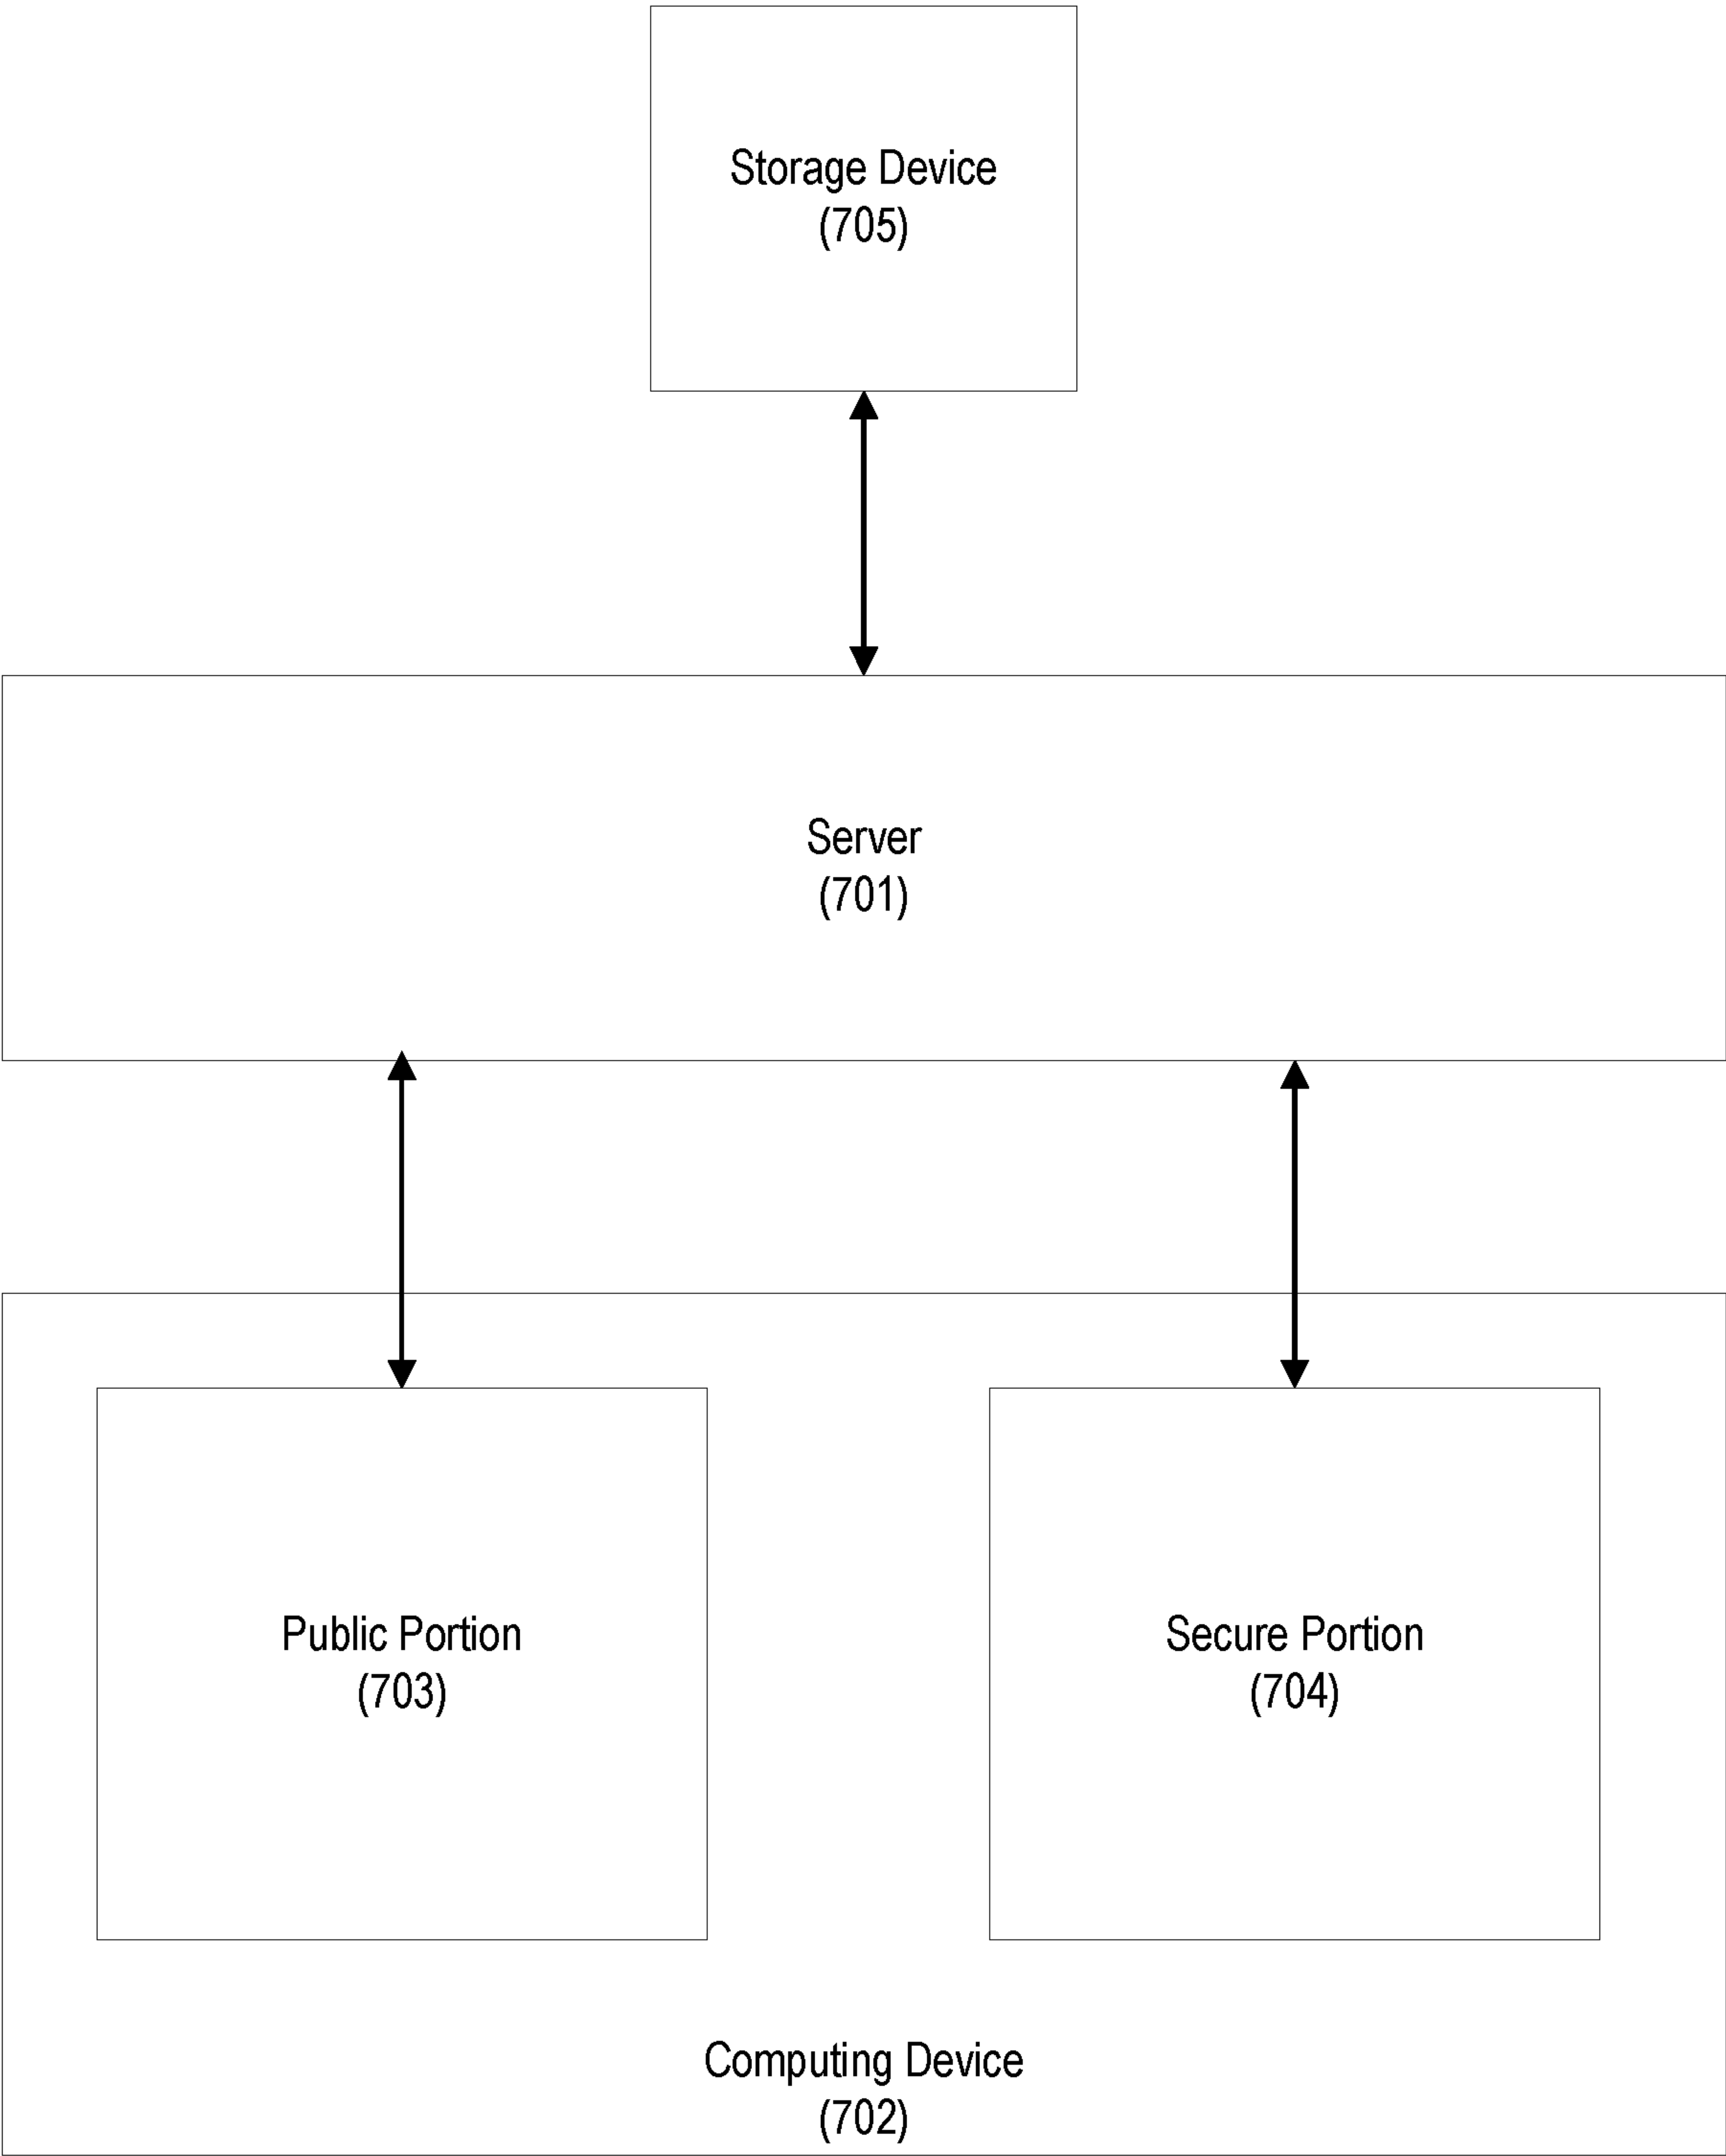 Storage Device
(705)
Server
(701)
Public Portion
(703)
Secure Portion
(704)
Computing Device
(702)